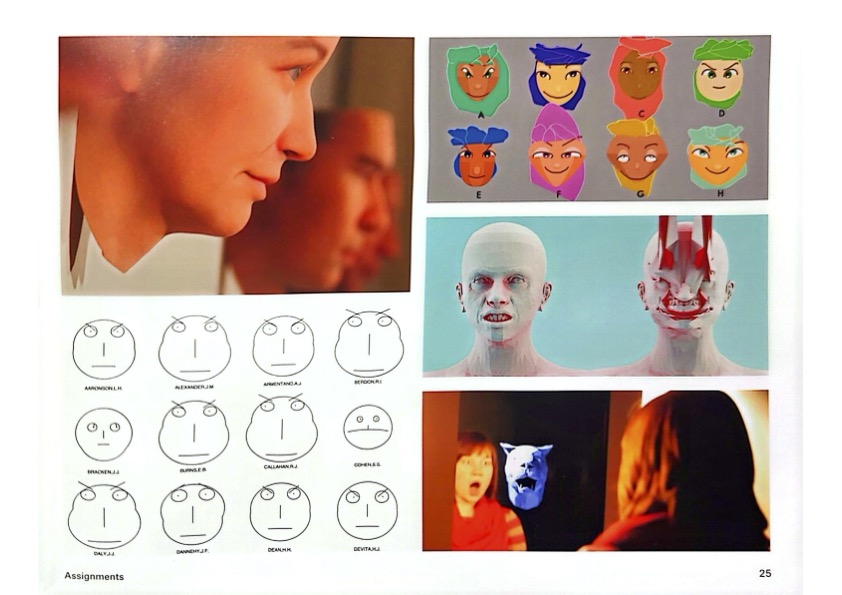 A
C
D
E
F
G
H
AARONSON,L.H.
ALEXANDER,J.M
ARMENTANO,A.J
BERDON,R.I.
BRACKEN,J.J.
BURNS,E.B.
CALLAHAN,R.J.
COHEN,S.S.
DALY,J.J.
DANNEHY,J.F.
DEAN,H.H.
DEVITA,H.J.
Assignments
25